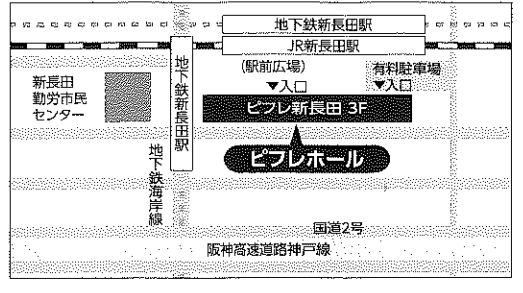 地下鉄新長田駅
JR新長田駅
(駅前広場)
有料駐車場
▼入口
▼入口
ピフレ新長田 3F
ピフレホール
新長田
勤労市民
センター
地下鉄新長田駅
地下鉄海岸線
国道2号
阪神高速道路神戸線